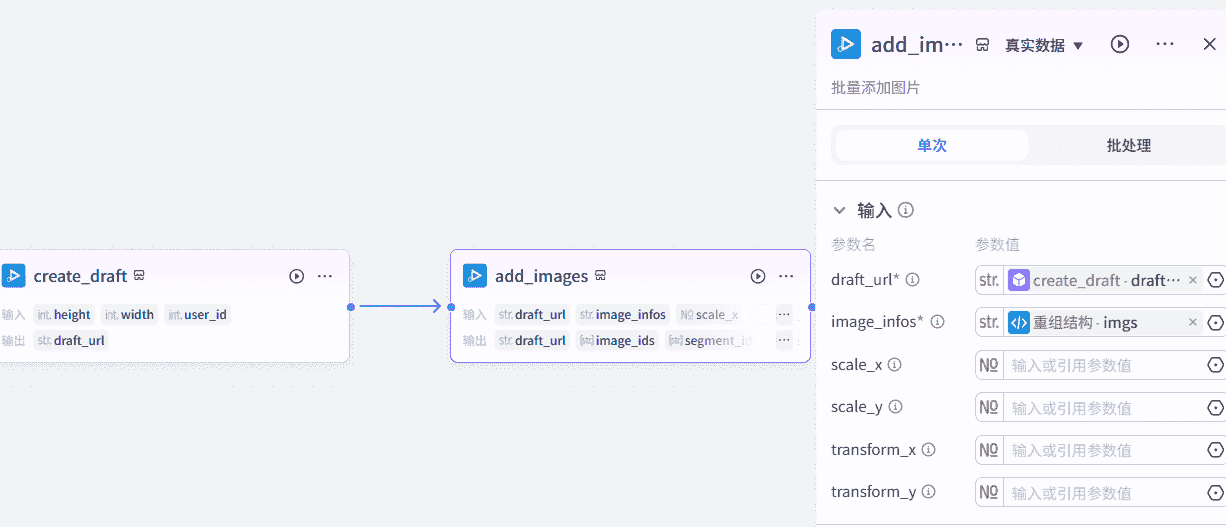 add_im··· 真实数据 ▼ ···
批量添加图片
单次 批处理
输入
参数名 参数值
draft_url* str. create_draft · draft···
image_infos* str. 重组结构 · imgs
scale_x № 输入或引用参数值
scale_y № 输入或引用参数值
transform_x № 输入或引用参数值
transform_y № 输入或引用参数值
create_draft ···
输入 int. height int. width int. user_id
输出 str. draft_url
add_images ···
输入 str. draft_url str. image_infos № scale_x ···
输出 str. draft_url image_ids segment_id ···